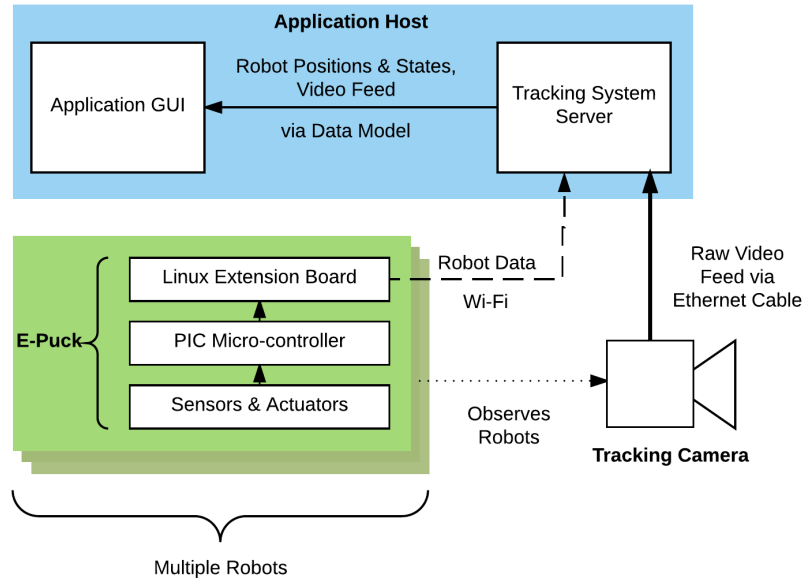 Application Host
Application GUI
Robot Positions & States,
Video Feed
via Data Model
Tracking System
Server
E-Puck
Linux Extension Board
PIC Micro-controller
Sensors & Actuators
Robot Data
Wi-Fi
Raw Video
Feed via
Ethernet Cable
Observes
Robots
Tracking Camera
Multiple Robots